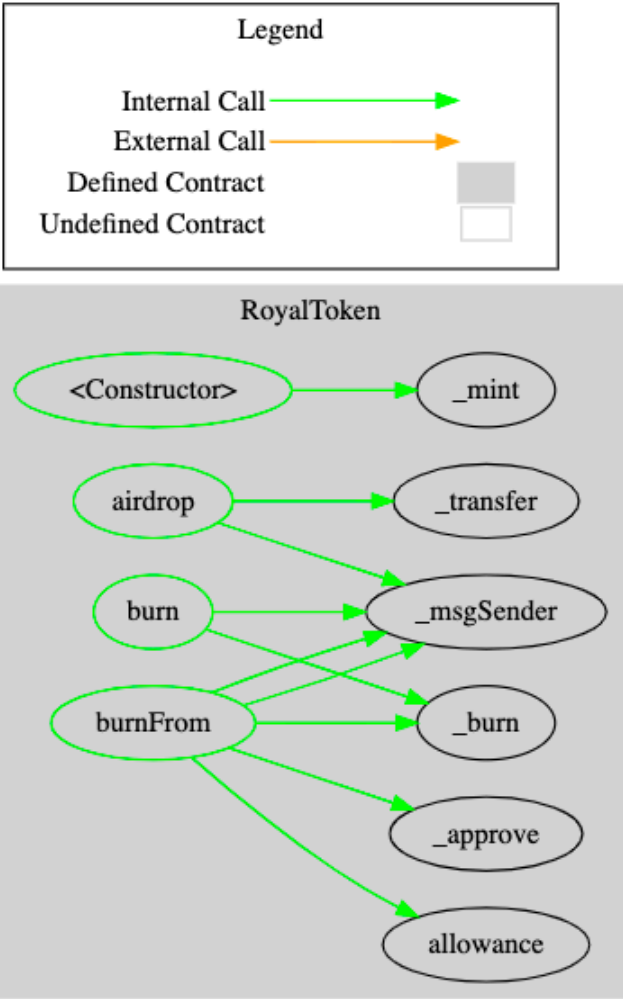 Legend
Internal Call
External Call
Defined Contract
Undefined Contract
RoyalToken
<Constructor>
_mint
airdrop
_transfer
burn
_msgSender
burnFrom
_burn
_approve
allowance